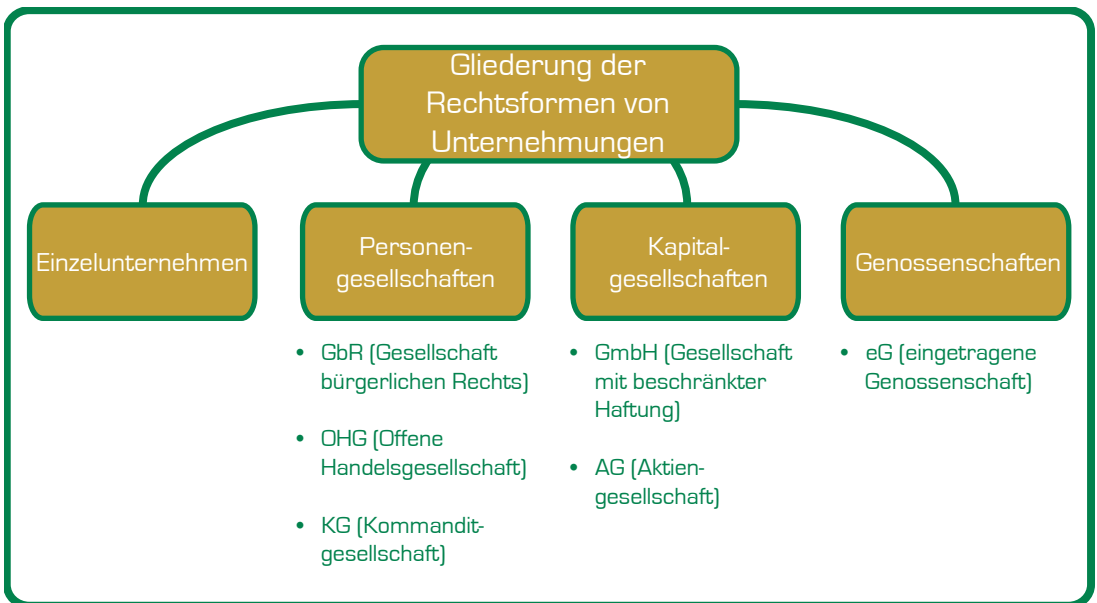 Gliederung der
Rechtsformen von
Unternehmungen
Einzelunternehmen
Personen-
gesellschaften
• GbR (Gesellschaft
bürgerlichen Rechts)
• OHG (Offene
Handelsgesellschaft)
• KG (Kommandit-
gesellschaft)
Kapital-
gesellschaften
• GmbH (Gesellschaft
mit beschränkter
Haftung)
• AG (Aktien-
gesellschaft)
Genossenschaften
• eG (eingetragene
Genossenschaft)